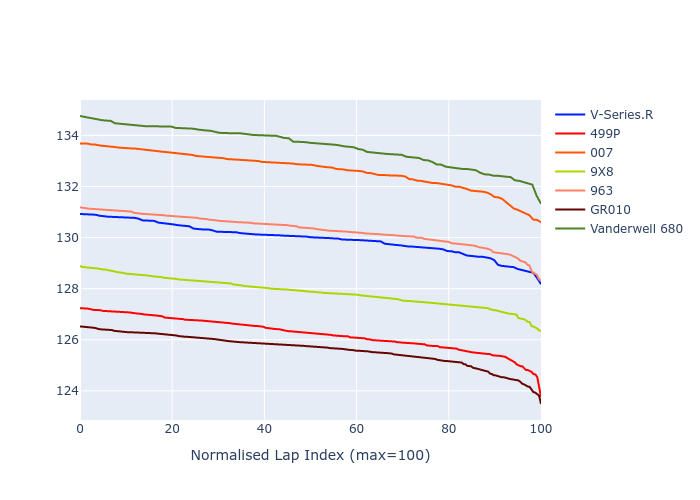 V-Series.R
499P
007
9X8
963
GR010
Vanderwell 680
134
132
130
128
126
124
0 20 40 60 80 100
Normalised Lap Index (max=100)